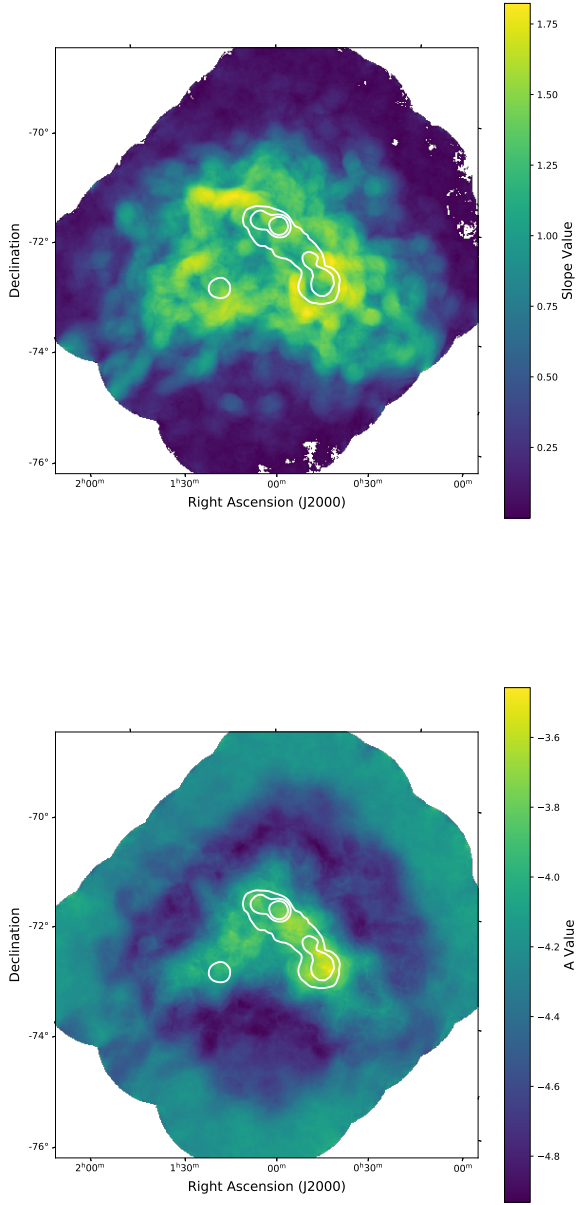 1.75
1.50
1.25
1.00
0.75
0.50
0.25
Slope Value
-70°
-72°
-74°
-76°
Declination
2ʰ00ᵐ
1ʰ30ᵐ
00ᵐ
0ʰ30ᵐ
00ᵐ
Right Ascension (J2000)
−3.6
−3.8
−4.0
−4.2
−4.4
−4.6
−4.8
A Value
-70°
-72°
-74°
-76°
Declination
2ʰ00ᵐ
1ʰ30ᵐ
00ᵐ
0ʰ30ᵐ
00ᵐ
Right Ascension (J2000)